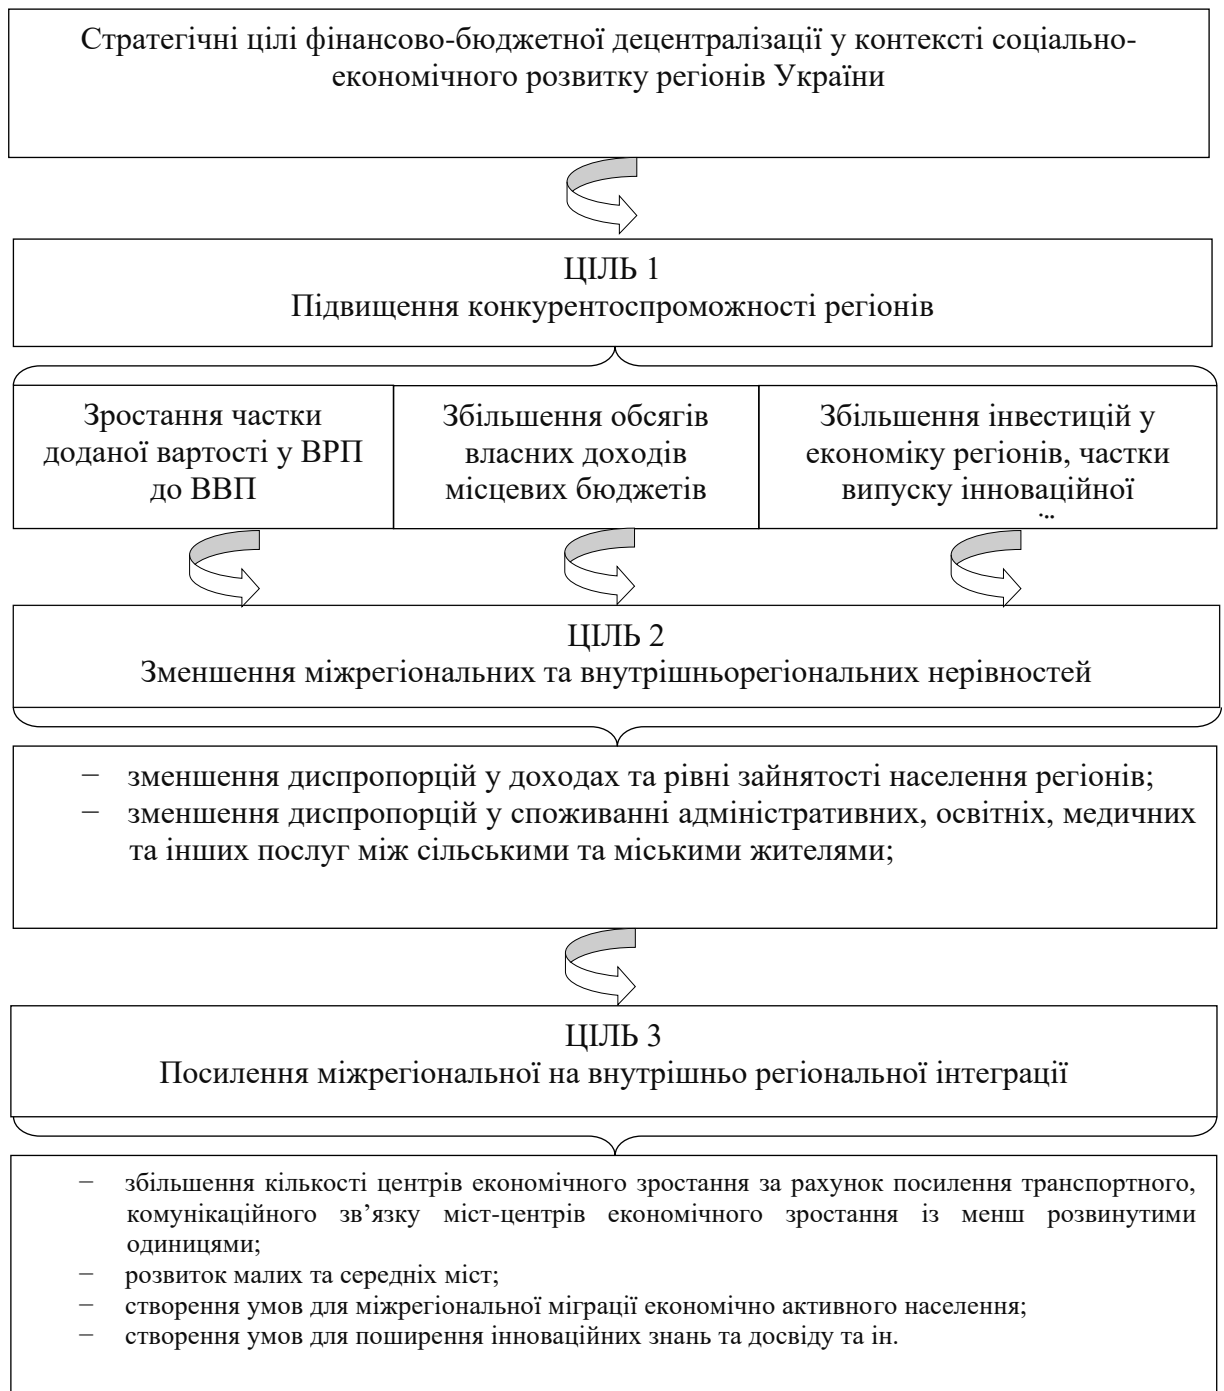 Стратегічні цілі фінансово-бюджетної децентралізації у контексті соціально-
економічного розвитку регіонів України
ЦІЛЬ 1
Підвищення конкурентоспроможності регіонів
Зростання частки
доданої вартості у ВРП
до ВВП
Збільшення обсягів
власних доходів
місцевих бюджетів
Збільшення інвестицій у
економіку регіонів, частки
випуску інноваційної
ЦІЛЬ 2
Зменшення міжрегіональних та внутрішньорегіональних нерівностей
− зменшення диспропорцій у доходах та рівні зайнятості населення регіонів;
− зменшення диспропорцій у споживанні адміністративних, освітніх, медичних
та інших послуг між сільськими та міськими жителями;
ЦІЛЬ 3
Посилення міжрегіональної на внутрішньо регіональної інтеграції
− збільшення кількості центрів економічного зростання за рахунок посилення транспортного,
комунікаційного зв’язку міст-центрів економічного зростання із менш розвинутими
одиницями;
− розвиток малих та середніх міст;
− створення умов для міжрегіональної міграції економічно активного населення;
− створення умов для поширення інноваційних знань та досвіду та ін.